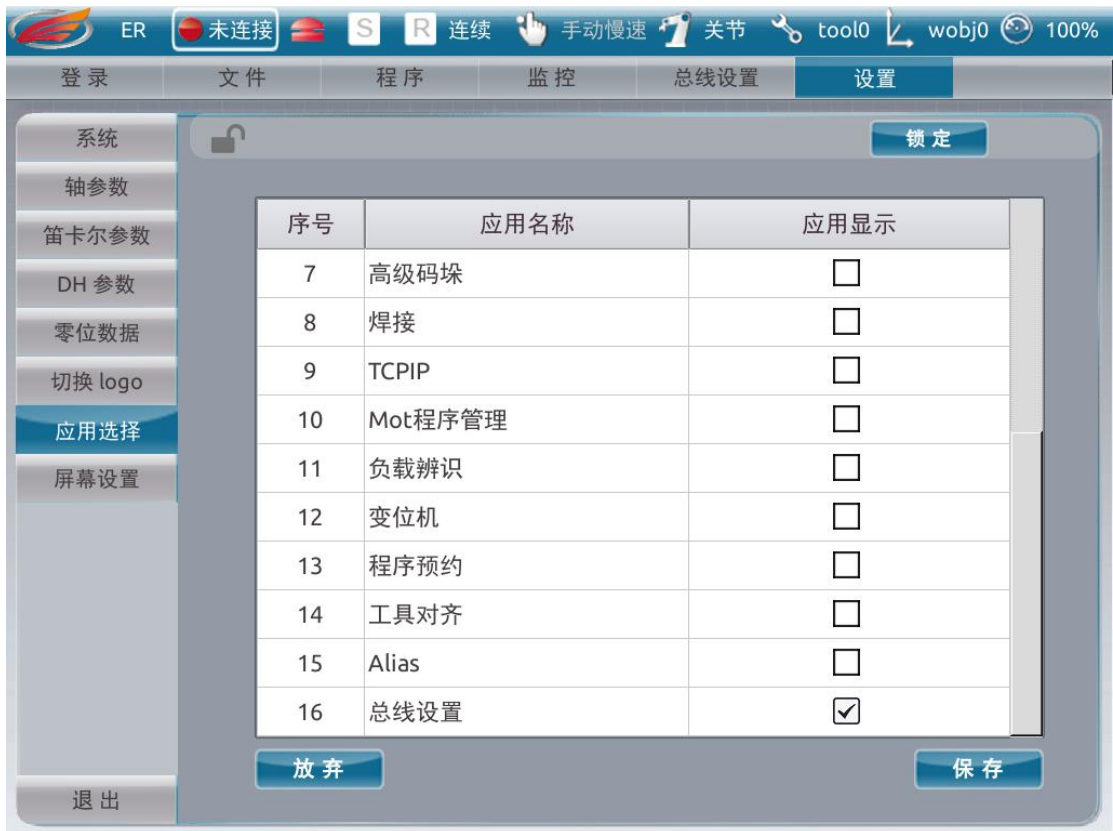 ER 未连接 S R 连续 手动慢速 关节 tool0 wobj0 100%
登录 文件 程序 监控 总线设置 设置
系统
轴参数
笛卡尔参数
DH 参数
零位数据
切换 logo
应用选择
屏幕设置
退出
锁定
序号 应用名称 应用显示
7 高级码垛
8 焊接
9 TCPIP
10 Mot程序管理
11 负载辨识
12 变位机
13 程序预约
14 工具对齐
15 Alias
16 总线设置
放弃 保存